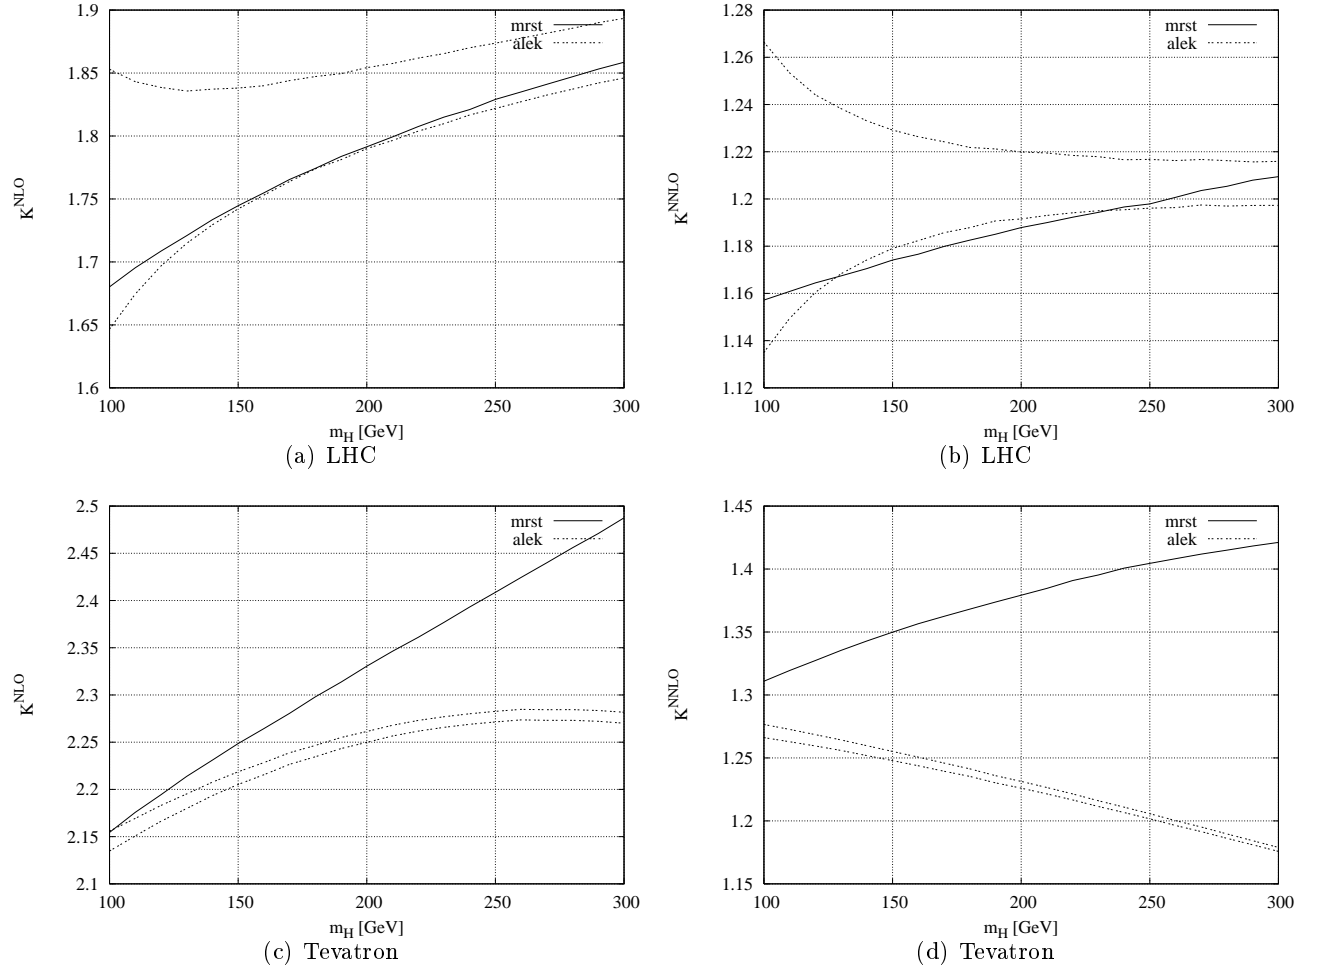 1.9
1.85
1.8
1.75
1.7
1.65
1.6
K^NLO
mrst
alek
100 150 200 250 300
m_H [GeV]
(a) LHC
1.28
1.26
1.24
1.22
1.2
1.18
1.16
1.14
1.12
K^NNLO
mrst
alek
100 150 200 250 300
m_H [GeV]
(b) LHC
2.5
2.45
2.4
2.35
2.3
2.25
2.2
2.15
2.1
K^NLO
mrst
alek
100 150 200 250 300
m_H [GeV]
(c) Tevatron
1.45
1.4
1.35
1.3
1.25
1.2
1.15
K^NNLO
mrst
alek
100 150 200 250 300
m_H [GeV]
(d) Tevatron